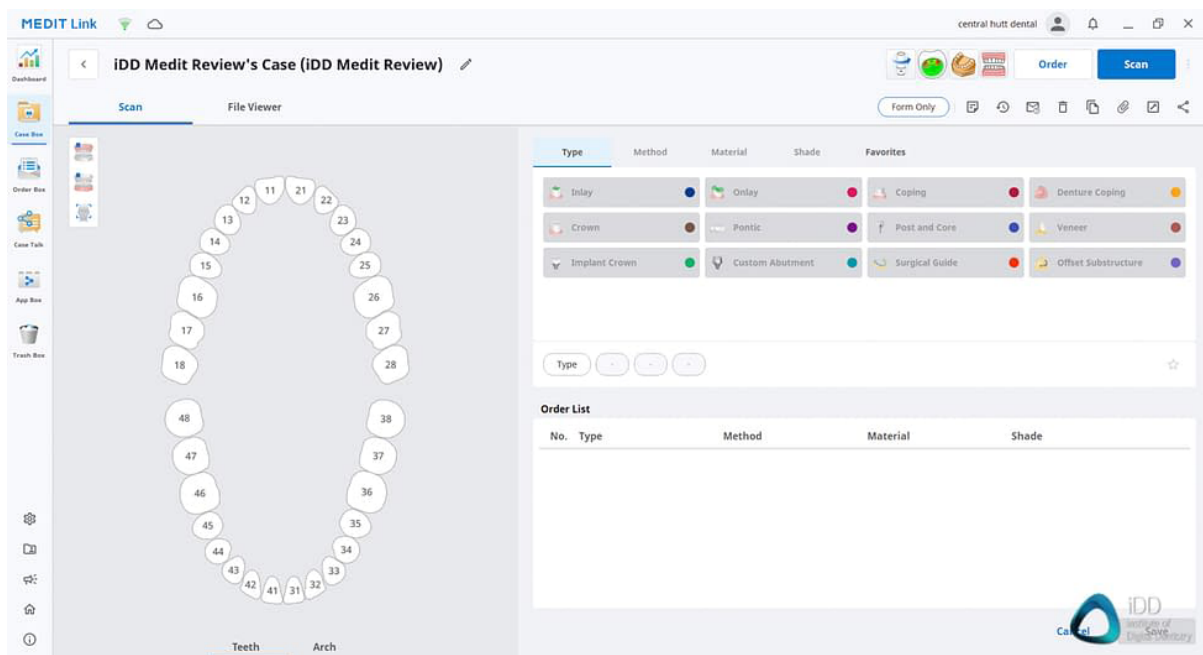 MEDIT Link
central hutt dental
Dashboard
Case Box
Order Box
Case Talk
App Box
Trash Box
iDD Medit Review's Case (iDD Medit Review)
Order
Scan
Scan
File Viewer
Form Only
11 21
12 22
13 23
14 24
15 25
16 26
17 27
18 28
48 38
47 37
46 36
45 35
44 34
43 33
42 41 31 32
Teeth Arch
Type Method Material Shade Favorites
Inlay Onlay Coping Denture Coping
Crown Pontic Post and Core Veneer
Implant Crown Custom Abutment Surgical Guide Offset Substructure
Type - - -
Order List
No. Type Method Material Shade
iDD
institute of
Digital Dentistry
Cancel Save